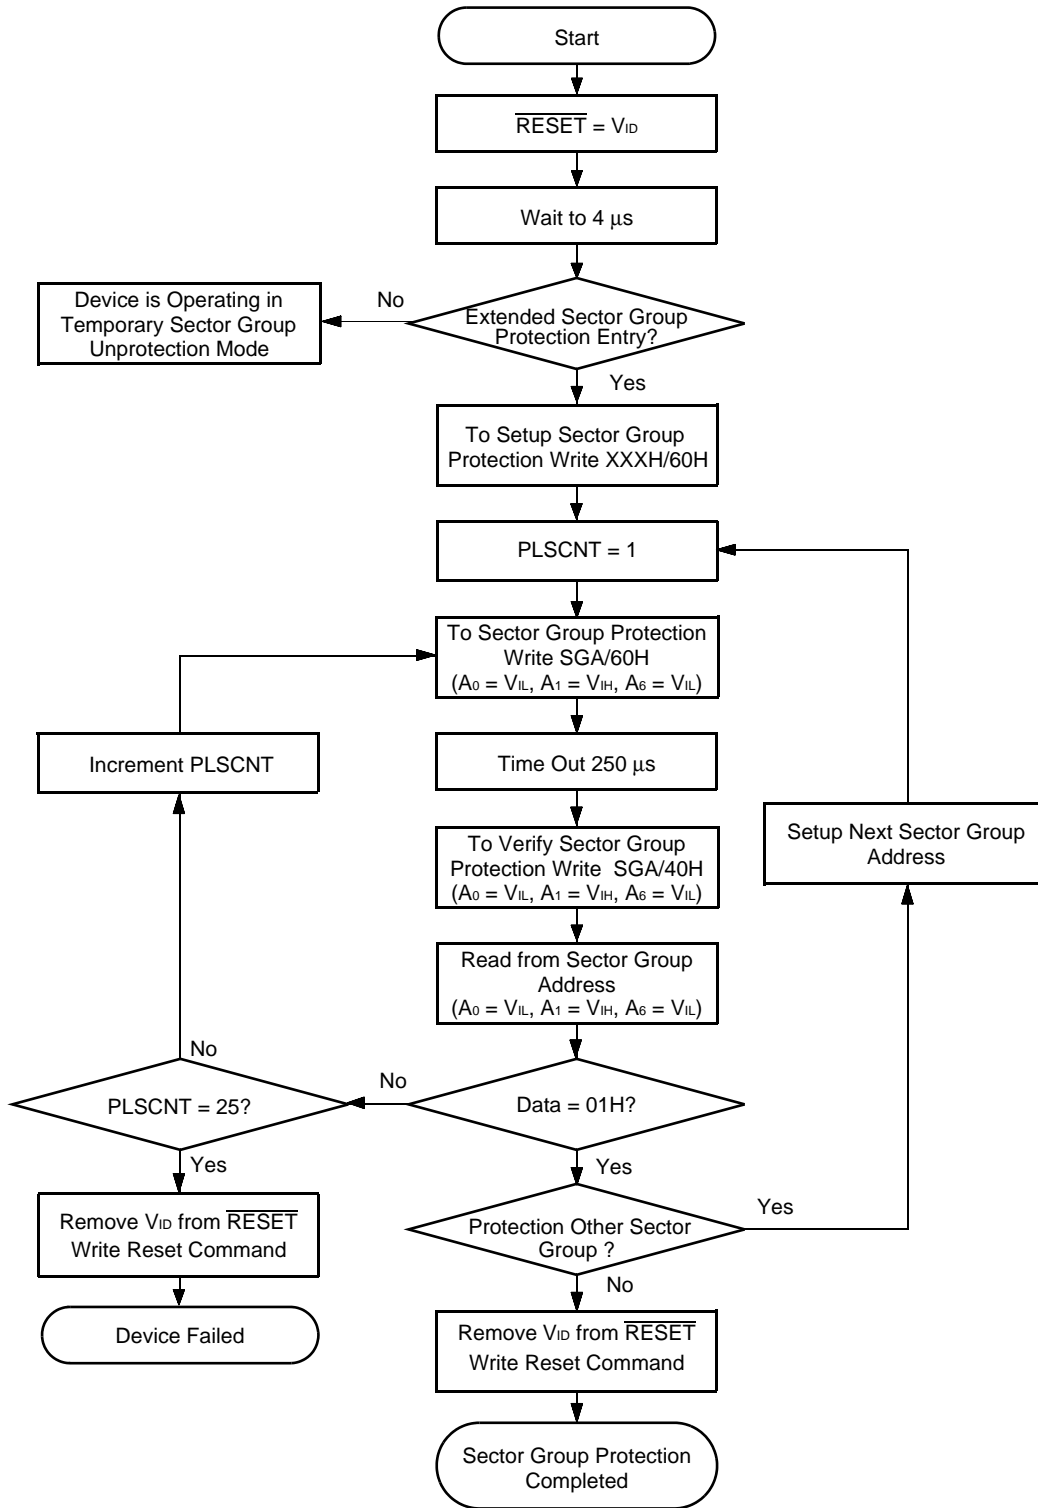 Start
RESET = VID
Wait to 4 μs
No
Device is Operating in
Temporary Sector Group
Unprotection Mode
Extended Sector Group
Protection Entry?
Yes
To Setup Sector Group
Protection Write XXXH/60H
PLSCNT = 1
To Sector Group Protection
Write SGA/60H
(A0 = VIL, A1 = VIH, A6 = VIL)
Increment PLSCNT
Time Out 250 μs
Setup Next Sector Group
Address
To Verify Sector Group
Protection Write SGA/40H
(A0 = VIL, A1 = VIH, A6 = VIL)
Read from Sector Group
Address
(A0 = VIL, A1 = VIH, A6 = VIL)
No
No
PLSCNT = 25?
Data = 01H?
Yes
Yes
Yes
Remove VID from RESET
Write Reset Command
Protection Other Sector
Group ?
No
Device Failed
Remove VID from RESET
Write Reset Command
Sector Group Protection
Completed